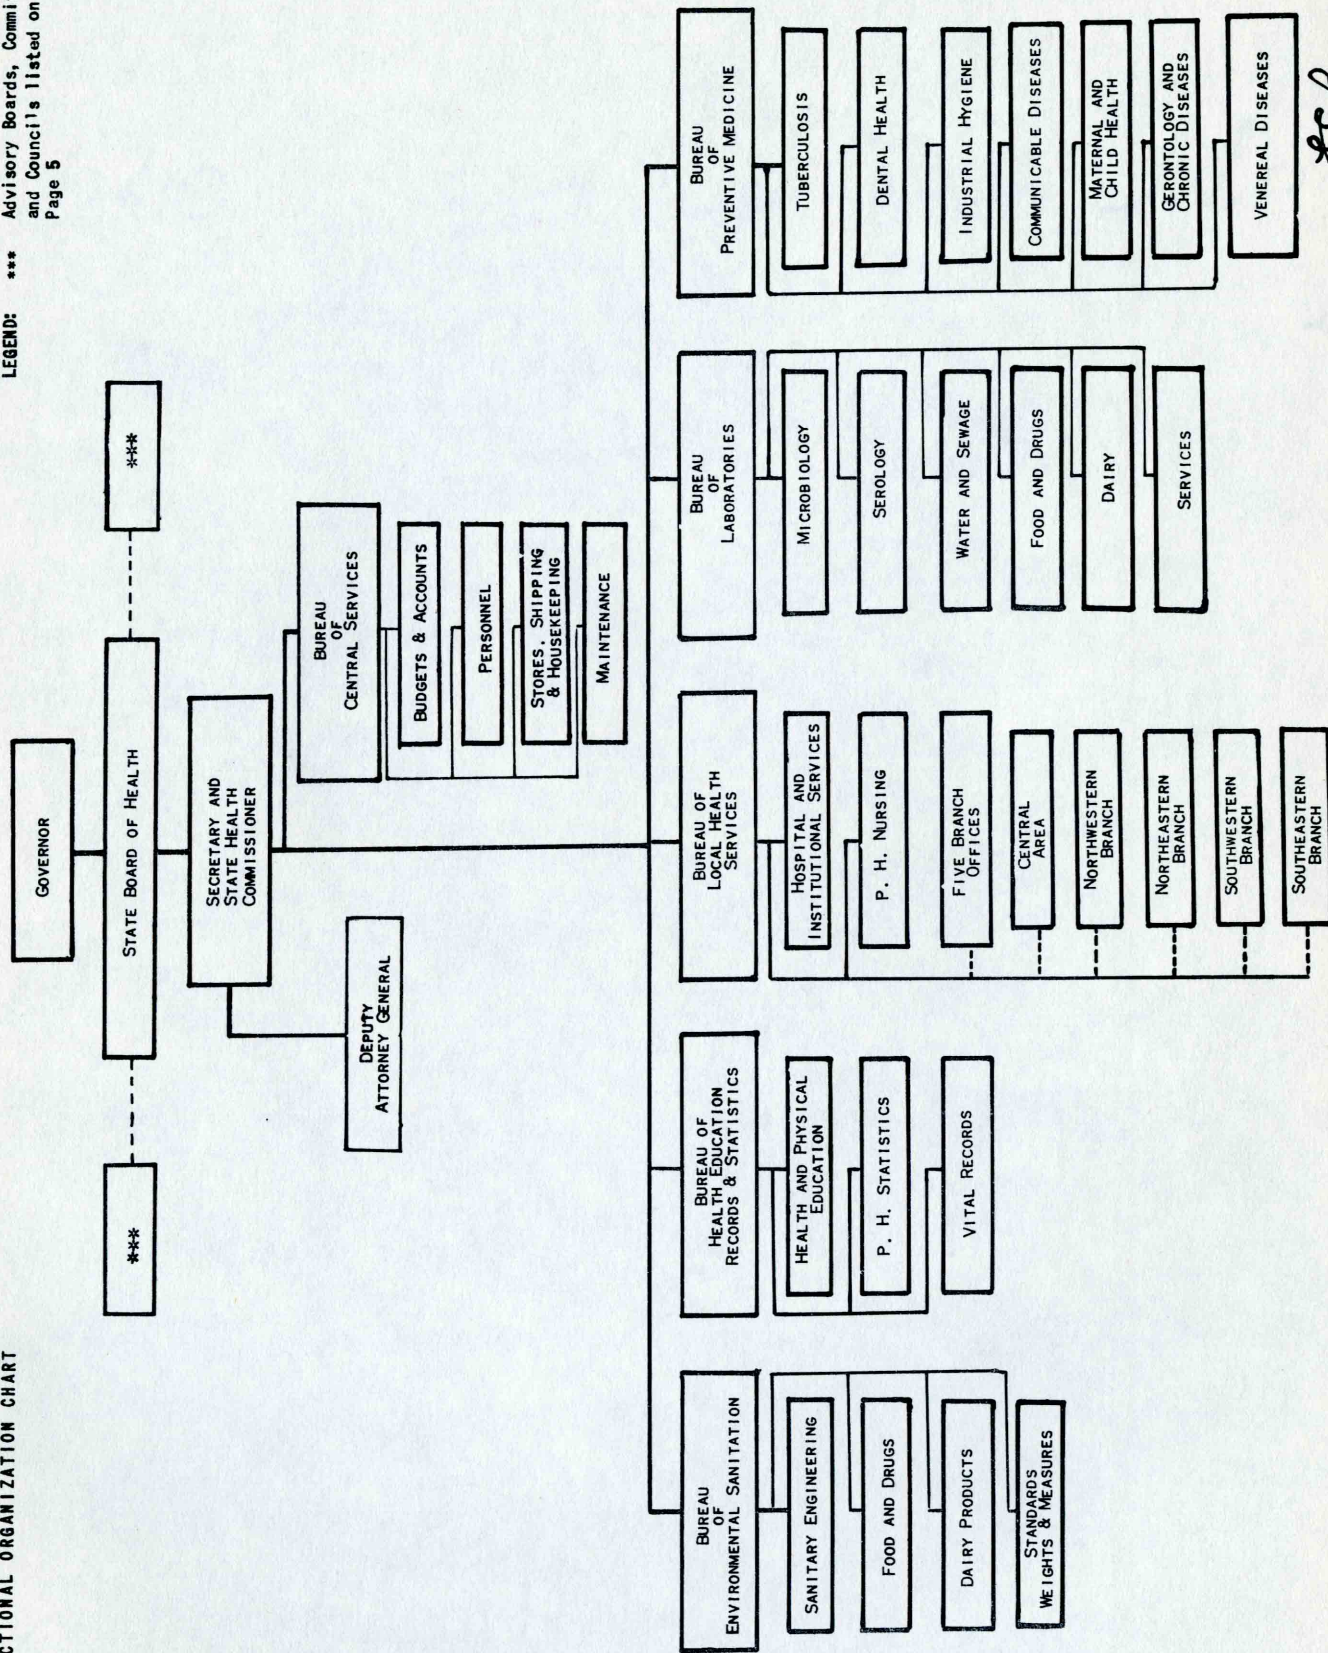 CTIONAL ORGANIZATION CHART
LEGEND: *** Advisory Boards, Commi
and Council's listed on
Page 5
GOVERNOR
***
STATE BOARD OF HEALTH
***
SECRETARY AND
STATE HEALTH
COMMISSIONER
DEPUTY
ATTORNEY GENERAL
BUREAU
OF
CENTRAL SERVICES
BUDGETS & ACCOUNTS
PERSONNEL
STORES, SHIPPING
& HOUSEKEEPING
MAINTENANCE
BUREAU
OF
ENVIRONMENTAL SANITATION
SANITARY ENGINEERING
FOOD AND DRUGS
DAIRY PRODUCTS
STANDARDS
WEIGHTS & MEASURES
BUREAU OF
HEALTH EDUCATION
RECORDS & STATISTICS
HEALTH AND PHYSICAL
EDUCATION
P. H. STATISTICS
VITAL RECORDS
BUREAU OF
LOCAL HEALTH
SERVICES
HOSPITAL AND
INSTITUTIONAL SERVICES
P. H. NURSING
FIVE BRANCH
OFFICES
CENTRAL
AREA
NORTHWESTERN
BRANCH
NORTHEASTERN
BRANCH
SOUTHWESTERN
BRANCH
SOUTHEASTERN
BRANCH
BUREAU
OF
LABORATORIES
MICROBIOLOGY
SEROLOGY
WATER AND SEWAGE
FOOD AND DRUGS
DAIRY
SERVICES
BUREAU
OF
PREVENTIVE MEDICINE
TUBERCULOSIS
DENTAL HEALTH
INDUSTRIAL HYGIENE
COMMUNICABLE DISEASES
MATERNAL AND
CHILD HEALTH
GERONTOLOGY AND
CHRONIC DISEASES
VENEREAL DISEASES